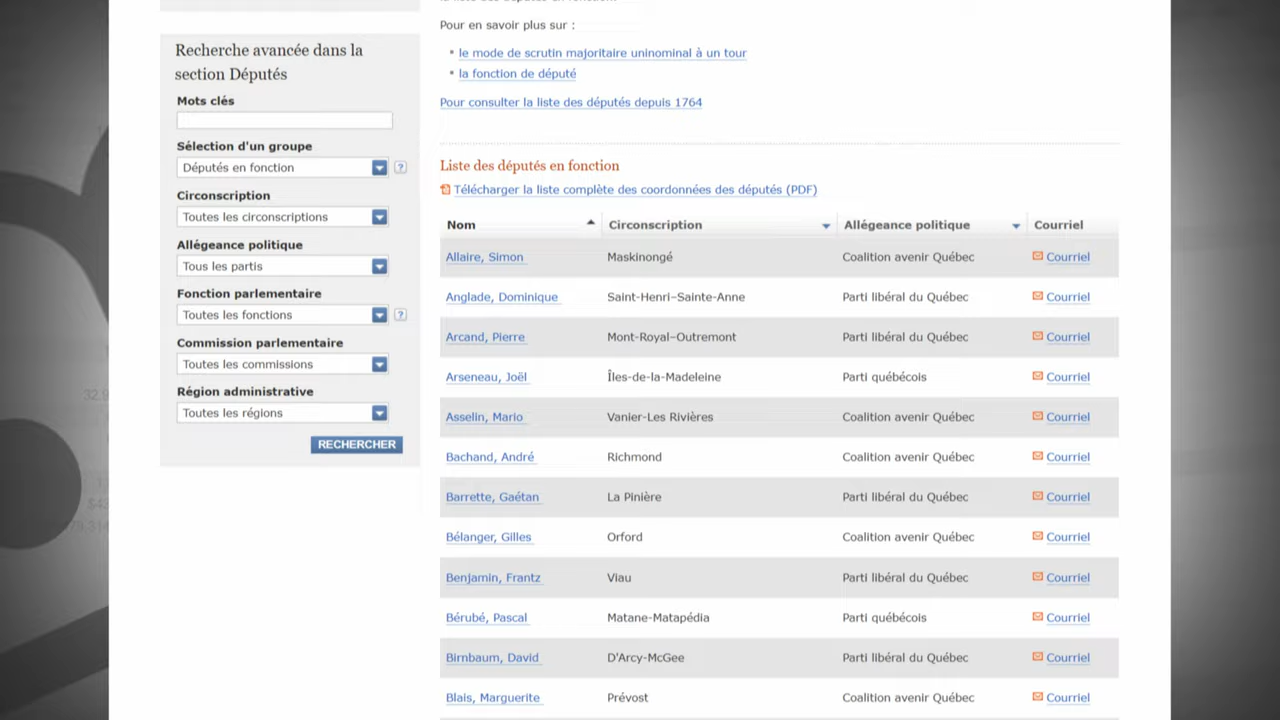 Pour en savoir plus sur :
• le mode de scrutin majoritaire uninominal à un tour
• la fonction de député
Pour consulter la liste des députés depuis 1764
Recherche avancée dans la
section Députés
Mots clés
Sélection d'un groupe
Députés en fonction ?
Circonscription
Toutes les circonscriptions
Allégeance politique
Tous les partis
Fonction parlementaire
Toutes les fonctions ?
Commission parlementaire
Toutes les commissions
Région administrative
Toutes les régions
RECHERCHER
Liste des députés en fonction
Télécharger la liste complète des coordonnées des députés (PDF)
Nom Circonscription Allégeance politique Courriel
Allaire, Simon Maskinongé Coalition avenir Québec Courriel
Anglade, Dominique Saint-Henri–Sainte-Anne Parti libéral du Québec Courriel
Arcand, Pierre Mont-Royal–Outremont Parti libéral du Québec Courriel
Arseneau, Joël Îles-de-la-Madeleine Parti québécois Courriel
Asselin, Mario Vanier-Les Rivières Coalition avenir Québec Courriel
Bachand, André Richmond Coalition avenir Québec Courriel
Barrette, Gaétan La Pinière Parti libéral du Québec Courriel
Bélanger, Gilles Orford Coalition avenir Québec Courriel
Benjamin, Frantz Viau Parti libéral du Québec Courriel
Bérubé, Pascal Matane-Matapédia Parti québécois Courriel
Birnbaum, David D'Arcy-McGee Parti libéral du Québec Courriel
Blais, Marguerite Prévost Coalition avenir Québec Courriel